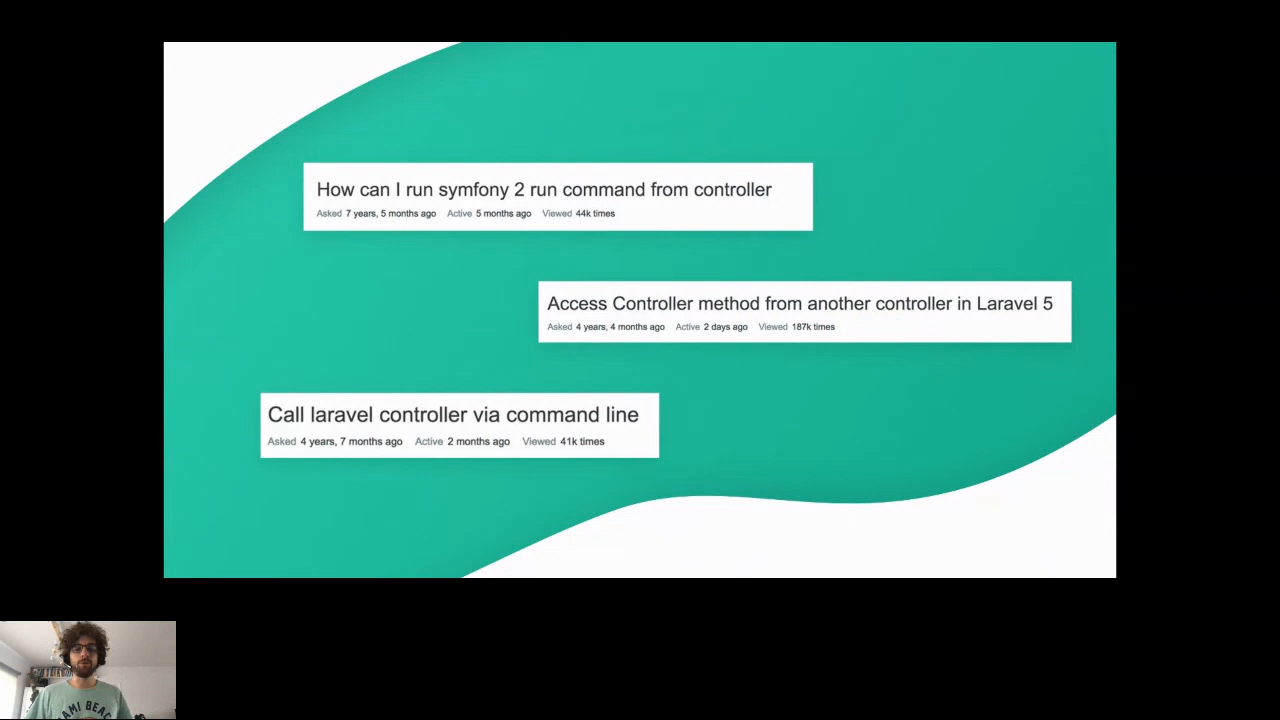 How can I run symfony 2 run command from controller
Asked 7 years, 5 months ago Active 5 months ago Viewed 44k times
Access Controller method from another controller in Laravel 5
Asked 4 years, 4 months ago Active 2 days ago Viewed 187k times
Call laravel controller via command line
Asked 4 years, 7 months ago Active 2 months ago Viewed 41k times